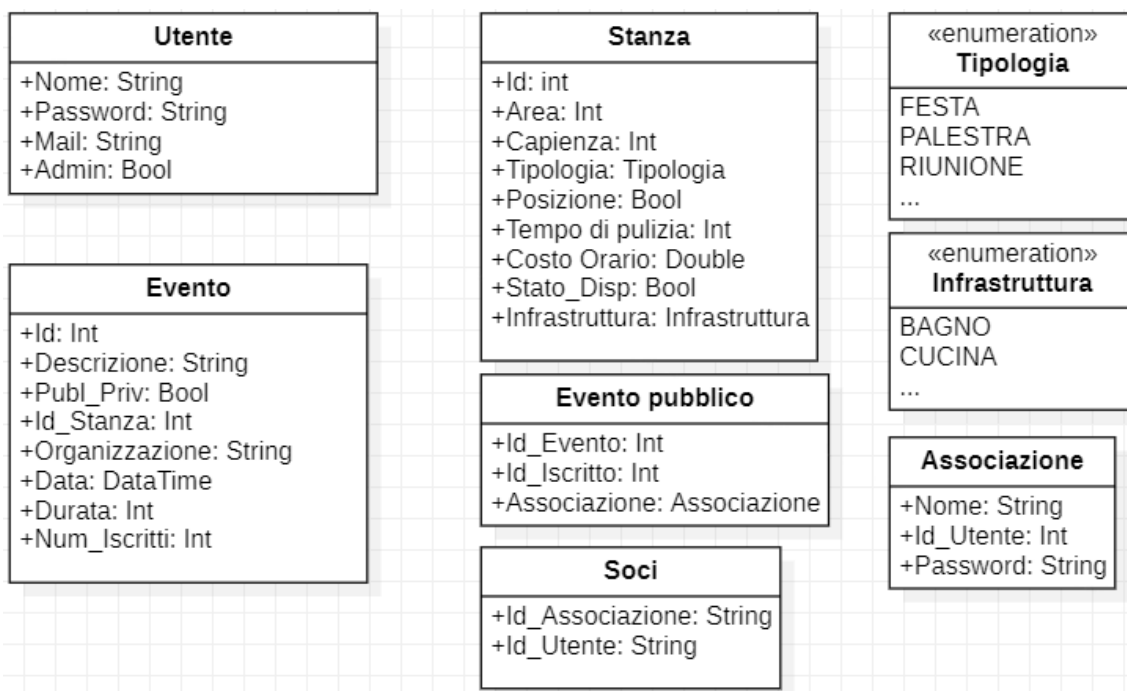 Utente
+Nome: String
+Password: String
+Mail: String
+Admin: Bool
Evento
+Id: Int
+Descrizione: String
+Publ_Priv: Bool
+Id_Stanza: Int
+Organizzazione: String
+Data: DataTime
+Durata: Int
+Num_Iscritti: Int
Stanza
+Id: int
+Area: Int
+Capienza: Int
+Tipologia: Tipologia
+Posizione: Bool
+Tempo di pulizia: Int
+Costo Orario: Double
+Stato_Disp: Bool
+Infrastruttura: Infrastruttura
Evento pubblico
+Id_Evento: Int
+Id_Iscritto: Int
+Associazione: Associazione
Soci
+Id_Associazione: String
+Id_Utente: String
«enumeration»
Tipologia
FESTA
PALESTRA
RIUNIONE
...
«enumeration»
Infrastruttura
BAGNO
CUCINA
...
Associazione
+Nome: String
+Id_Utente: Int
+Password: String